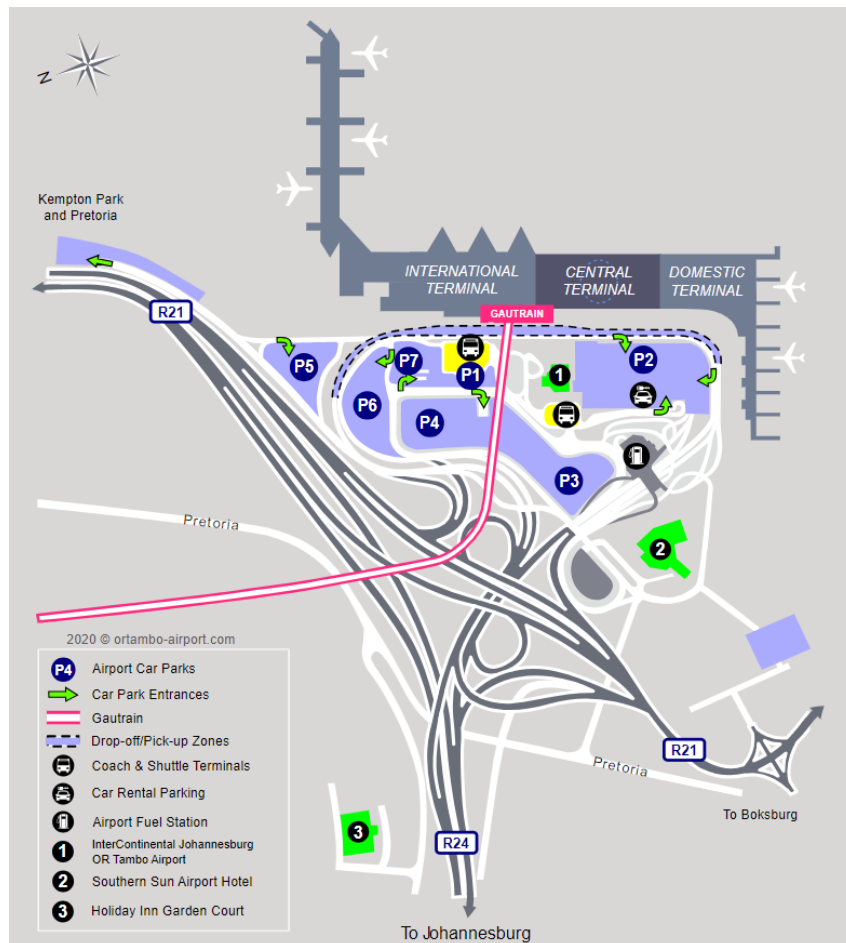 N
Kempton Park
and Pretoria
INTERNATIONAL
TERMINAL
CENTRAL
TERMINAL
DOMESTIC
TERMINAL
R21
GAUTRAIN
P5
P7
P1
1
P2
P6
P4
P3
Pretoria
2
2020 © ortambo-airport.com
P4 Airport Car Parks
Car Park Entrances
Gautrain
Drop-off/Pick-up Zones
Coach & Shuttle Terminals
Car Rental Parking
Airport Fuel Station
1 InterContinental Johannesburg
OR Tambo Airport
2 Southern Sun Airport Hotel
3 Holiday Inn Garden Court
R21
Pretoria
To Boksburg
3
R24
To Johannesburg